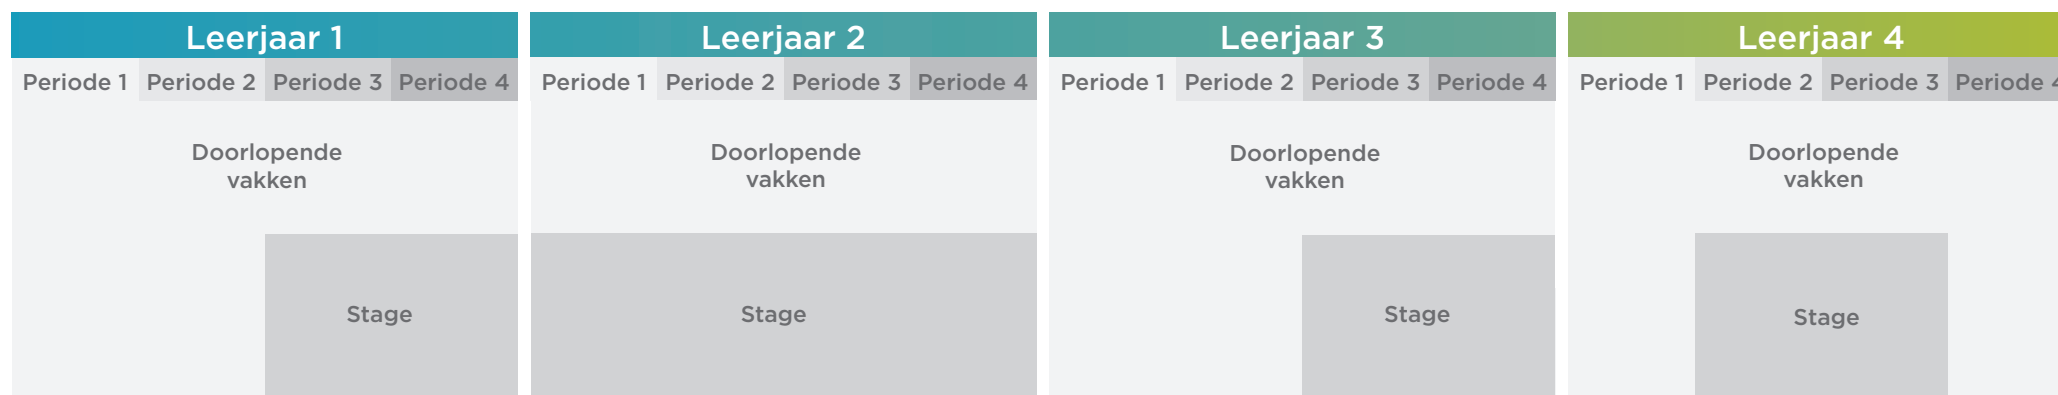 Leerjaar 1
Periode 1 Periode 2 Periode 3 Periode 4
Doorlopende
vakken
Stage
Leerjaar 2
Periode 1 Periode 2 Periode 3 Periode 4
Doorlopende
vakken
Stage
Leerjaar 3
Periode 1 Periode 2 Periode 3 Periode 4
Doorlopende
vakken
Stage
Leerjaar 4
Periode 1 Periode 2 Periode 3 Periode 4
Doorlopende
vakken
Stage